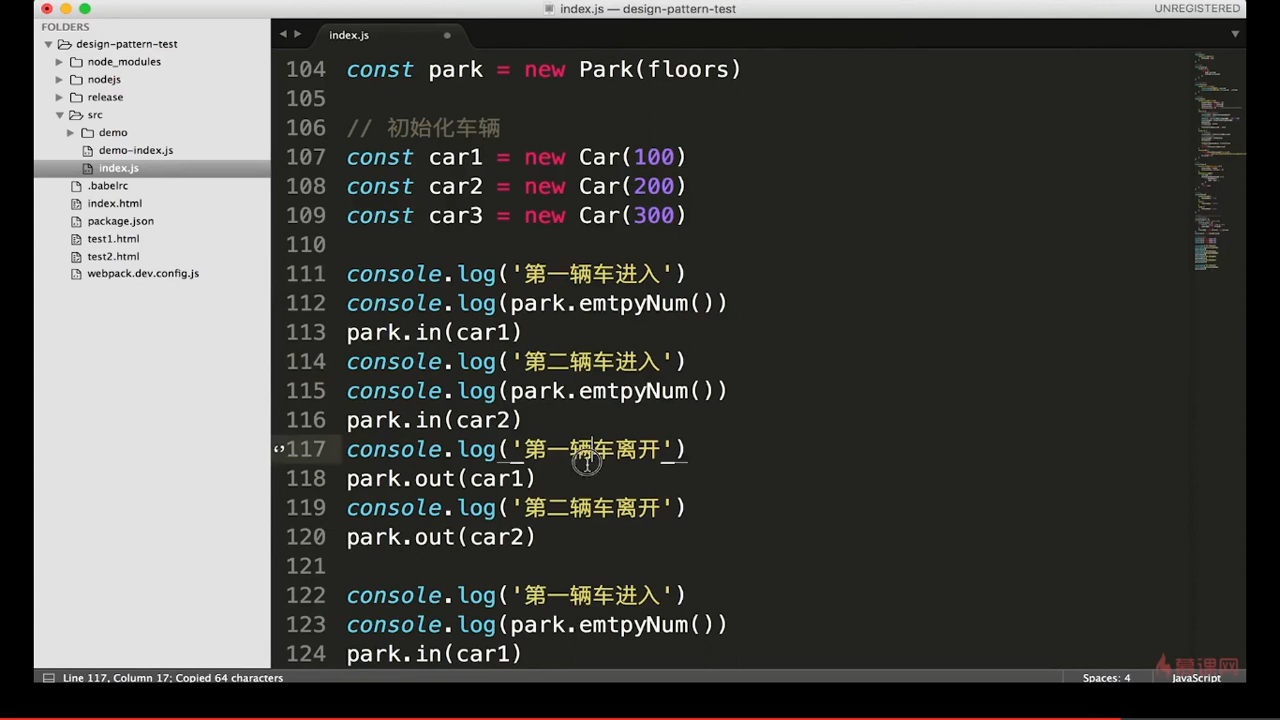 index.js — design-pattern-test
UNREGISTERED
FOLDERS
design-pattern-test
node_modules
nodejs
release
src
demo
demo-index.js
index.js
.babelrc
index.html
package.json
test1.html
test2.html
webpack.dev.config.js
index.js
104 const park = new Park(floors)
105
106 // 初始化车辆
107 const car1 = new Car(100)
108 const car2 = new Car(200)
109 const car3 = new Car(300)
110
111 console.log('第一辆车进入')
112 console.log(park.emtpyNum())
113 park.in(car1)
114 console.log('第二辆车进入')
115 console.log(park.emtpyNum())
116 park.in(car2)
117 console.log('第一辆车离开')
118 park.out(car1)
119 console.log('第二辆车离开')
120 park.out(car2)
121
122 console.log('第一辆车进入')
123 console.log(park.emtpyNum())
124 park.in(car1)
慕课网
Line 117, Column 17; Copied 64 characters
Spaces: 4
JavaScript